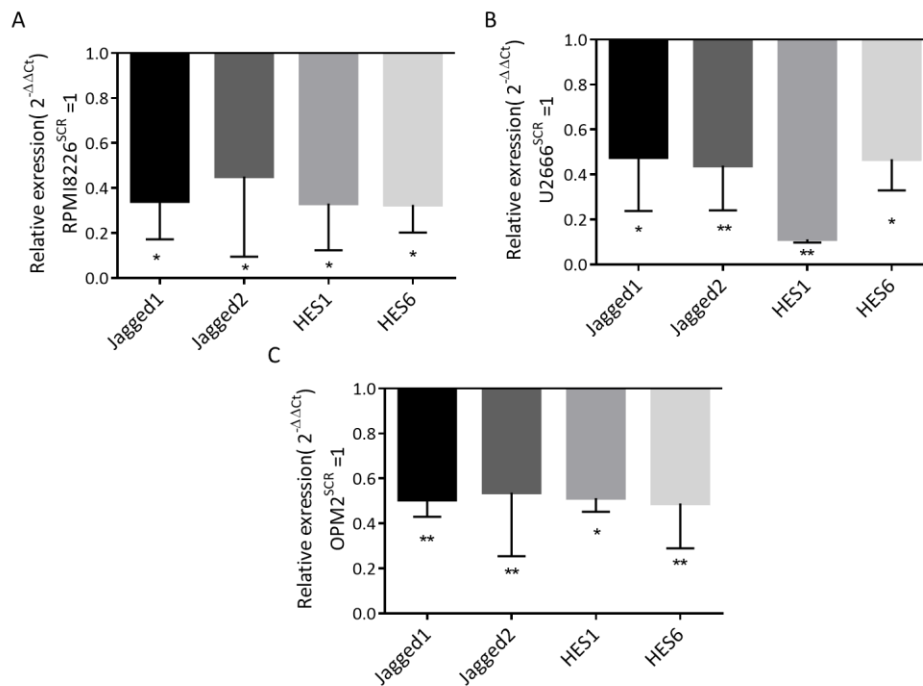 A
Relative exression( 2^-ΔΔCt)
RPMI8226^SCR =1
1.0
0.8
0.6
0.4
0.2
0.0
* * * *
Jagged1 Jagged2 HES1 HES6
B
Relative exression( 2^-ΔΔCt)
U2666^SCR =1
1.0
0.8
0.6
0.4
0.2
0.0
* ** ** *
Jagged1 Jagged2 HES1 HES6
C
Relative exression( 2^-ΔΔCt)
OPM2^SCR =1
1.0
0.8
0.6
0.4
0.2
0.0
** ** * **
Jagged1 Jagged2 HES1 HES6